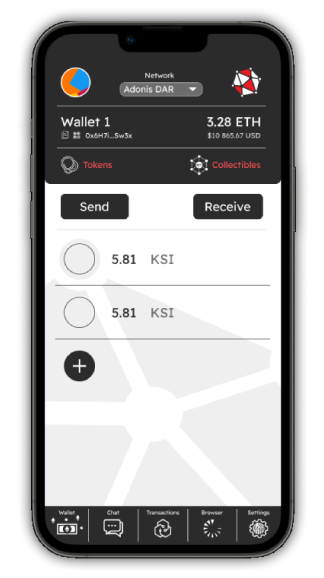 Network
Adonis DAR
Wallet 1
3.28 ETH
0x6H7i...Sw3x
$10 865.67 USD
Tokens
Collectibles
Send
Receive
5.81 KSI
5.81 KSI
Wallet
Chat
Transactions
Browser
Settings